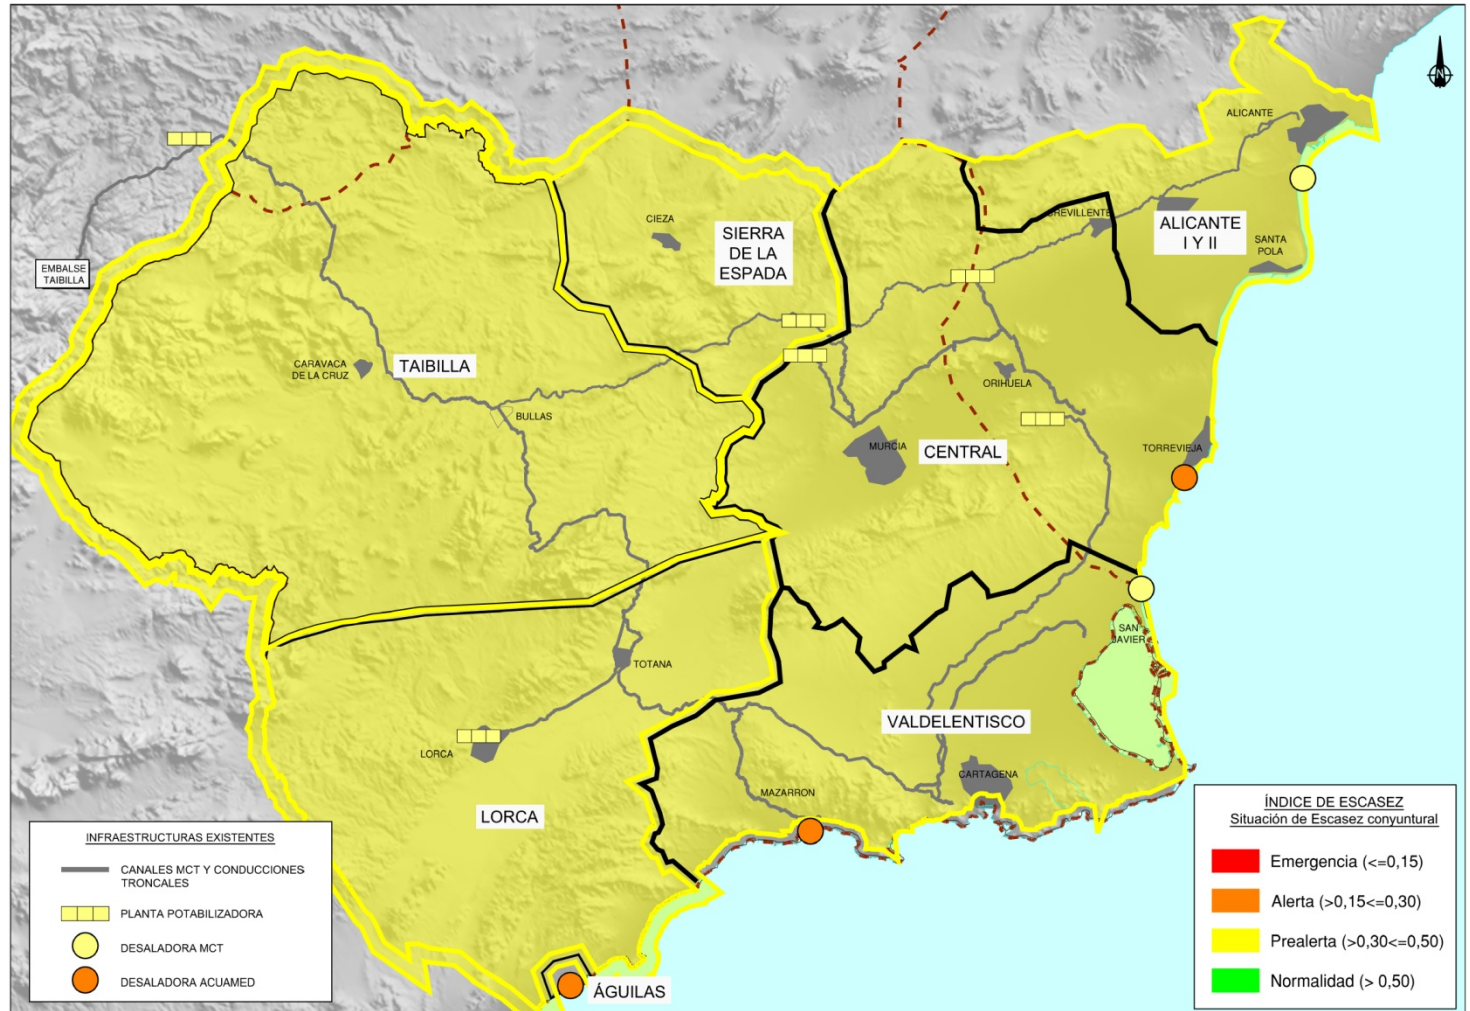 ALICANTE
CIEZA
SIERRA
DE LA
ESPADA
CREVILLENTE
ALICANTE
I Y II
SANTA
POLA
EMBALSE
TAIBILLA
CARAVACA
DE LA CRUZ
TAIBILLA
BULLAS
ORIHUELA
MURCIA
CENTRAL
TORREVIEJA
SAN
JAVIER
TOTANA
LORCA
VALDELENTISCO
CARTAGENA
MAZARRON
LORCA
ÁGUILAS
N
INFRAESTRUCTURAS EXISTENTES
CANALES MCT Y CONDUCCIONES
TRONCALES
PLANTA POTABILIZADORA
DESALADORA MCT
DESALADORA ACUAMED
ÍNDICE DE ESCASEZ
Situación de Escasez conyuntural
Emergencia (<=0,15)
Alerta (>0,15<=0,30)
Prealerta (>0,30<=0,50)
Normalidad (> 0,50)